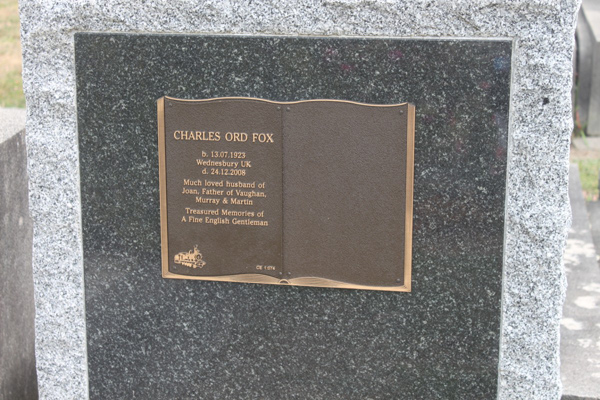 CHARLES ORD FOX
b. 13.07.1923
Wednesbury UK
d. 24.12.2008
Much loved husband of
Joan, Father of Vaughan,
Murray & Martin
Treasured Memories of
A Fine English Gentleman